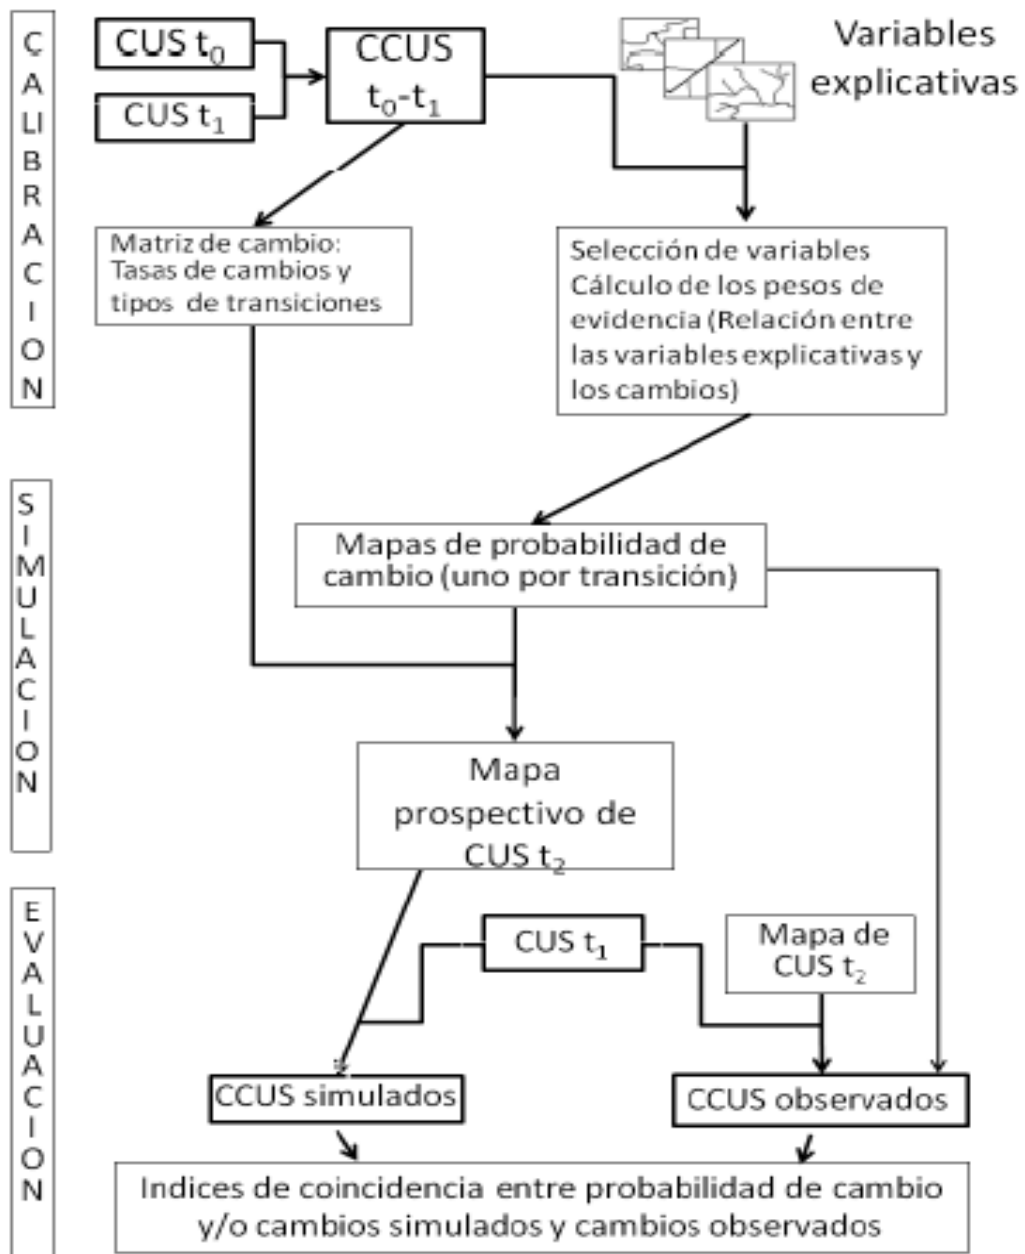 CALIBRACION
CUS t₀
CUS t₁
CCUS
t₀-t₁
Variables
explicativas
Matriz de cambio:
Tasas de cambios y
tipos de transiciones
Selección de variables
Cálculo de los pesos de
evidencia (Relación entre
las variables explicativas y
los cambios)
SIMULACION
Mapas de probabilidad de
cambio (uno por transición)
Mapa
prospectivo de
CUS t₂
EVALUACION
CUS t₁
Mapa de
CUS t₂
CCUS simulados
CCUS observados
Indices de coincidencia entre probabilidad de cambio
y/o cambios simulados y cambios observados